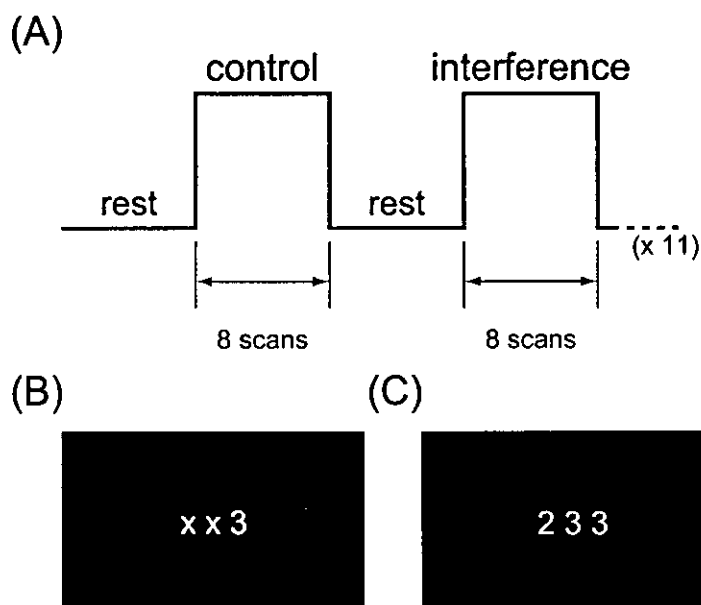 (A)
control interference
rest rest
(x 11)
8 scans 8 scans
(B) (C)
x x 3 2 3 3